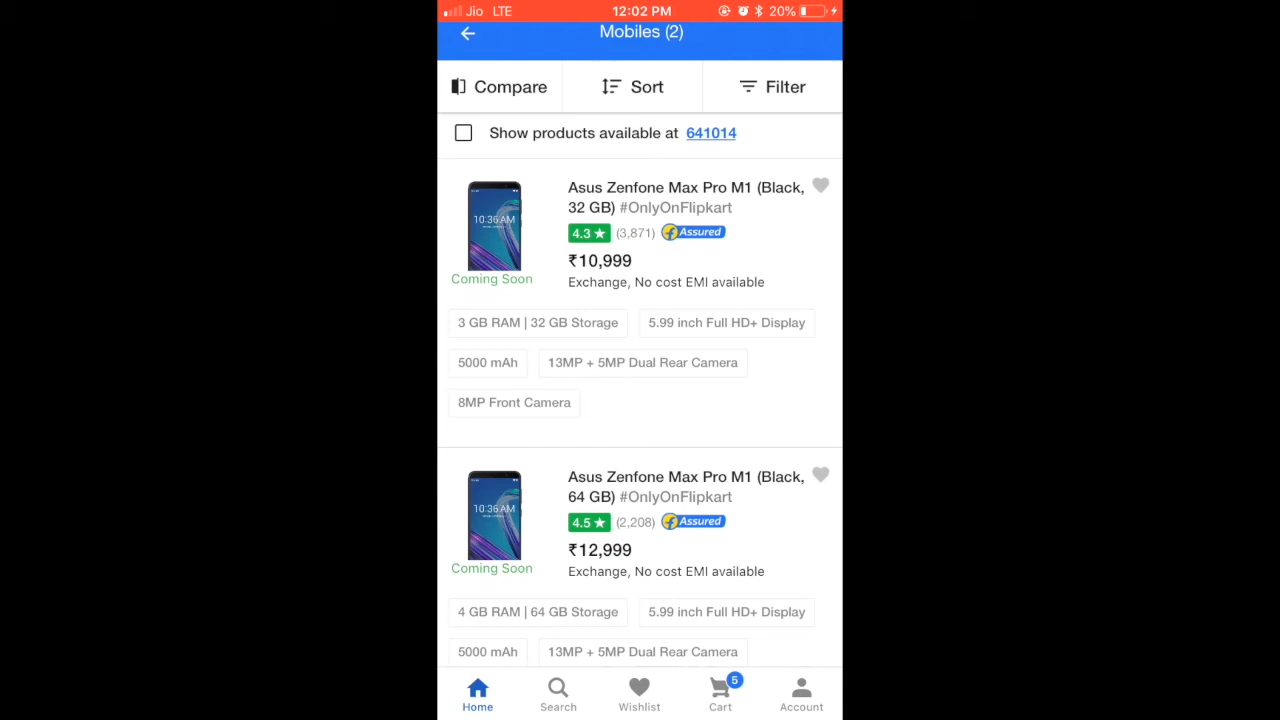 Jio LTE 12:02 PM 20%
Mobiles (2)
Compare Sort Filter
Show products available at 641014
Asus Zenfone Max Pro M1 (Black,
32 GB) #OnlyOnFlipkart
4.3 ★ (3,871) Assured
₹10,999
Exchange, No cost EMI available
10:36 AM
Coming Soon
3 GB RAM | 32 GB Storage 5.99 inch Full HD+ Display
5000 mAh 13MP + 5MP Dual Rear Camera
8MP Front Camera
Asus Zenfone Max Pro M1 (Black,
64 GB) #OnlyOnFlipkart
4.5 ★ (2,208) Assured
₹12,999
Exchange, No cost EMI available
10:36 AM
Coming Soon
4 GB RAM | 64 GB Storage 5.99 inch Full HD+ Display
5000 mAh 13MP + 5MP Dual Rear Camera
5
Home Search Wishlist Cart Account